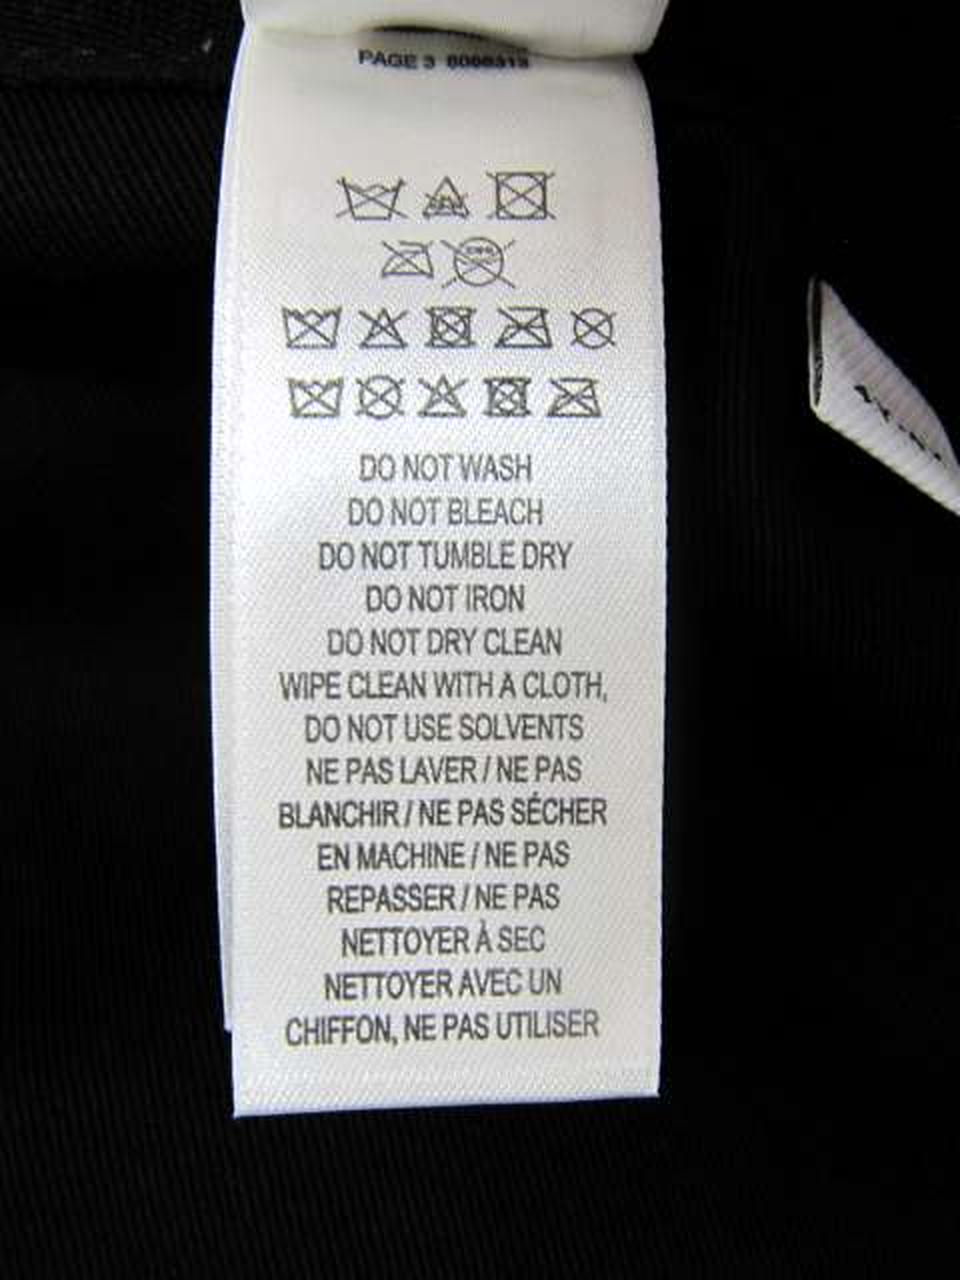 PAGE 3
DO NOT WASH
DO NOT BLEACH
DO NOT TUMBLE DRY
DO NOT IRON
DO NOT DRY CLEAN
WIPE CLEAN WITH A CLOTH,
DO NOT USE SOLVENTS
NE PAS LAVER / NE PAS
BLANCHIR / NE PAS SÉCHER
EN MACHINE / NE PAS
REPASSER / NE PAS
NETTOYER À SEC
NETTOYER AVEC UN
CHIFFON, NE PAS UTILISER